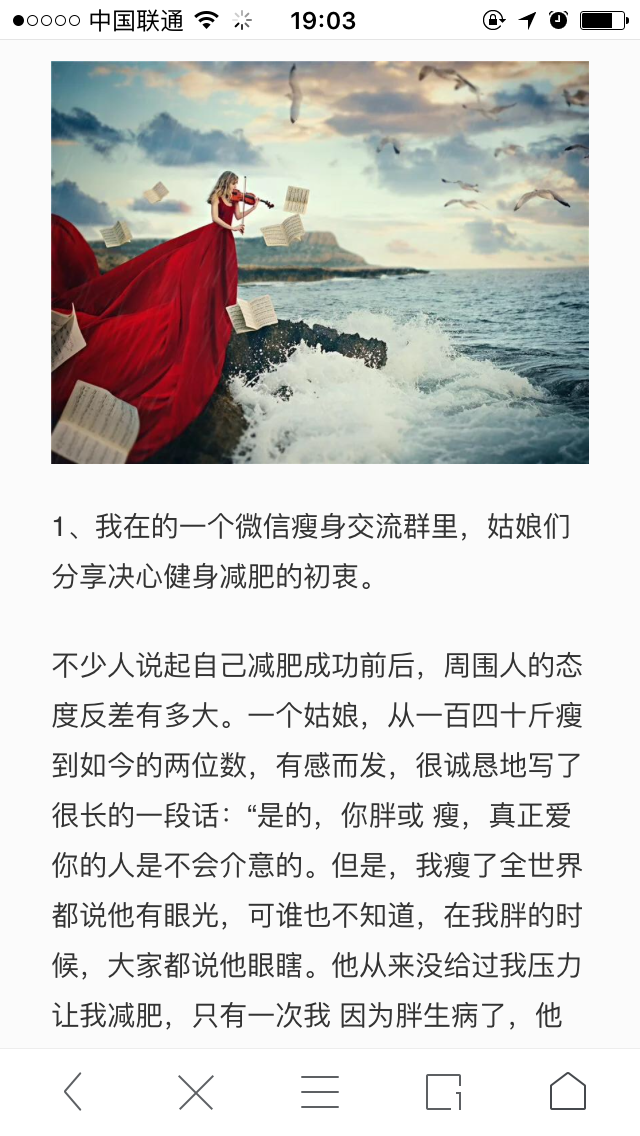 中国联通 19:03
1、我在的一个微信瘦身交流群里，姑娘们
分享决心健身减肥的初衷。
不少人说起自己减肥成功前后，周围人的态
度反差有多大。一个姑娘，从一百四十斤瘦
到如今的两位数，有感而发，很诚恳地写了
很长的一段话：“是的，你胖或 瘦，真正爱
你的人是不会介意的。但是，我瘦了全世界
都说他有眼光，可谁也不知道，在我胖的时
候，大家都说他眼瞎。他从来没给过我压力
让我减肥，只有一次我 因为胖生病了，他
1